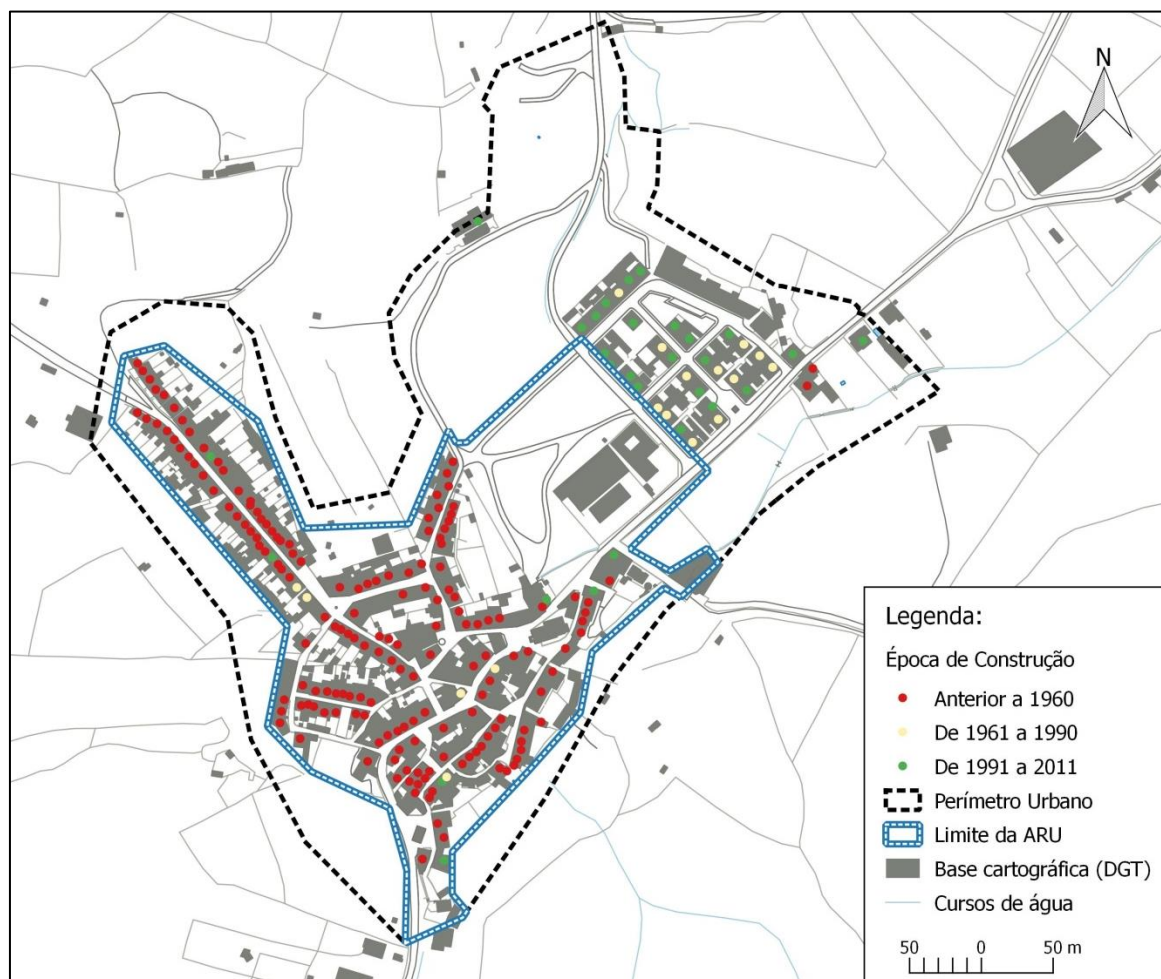 N
Legenda:
Época de Construção
Anterior a 1960
De 1961 a 1990
De 1991 a 2011
Perímetro Urbano
Limite da ARU
Base cartográfica (DGT)
Cursos de água
50 0 50 m